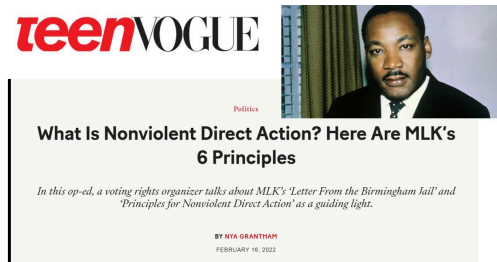 teenVOGUE
Politics
What Is Nonviolent Direct Action? Here Are MLK's
6 Principles
In this op-ed, a voting rights organizer talks about MLK's 'Letter From the Birmingham Jail' and
'Principles for Nonviolent Direct Action' as a guiding light.
BY NYA GRANTHAM
FEBRUARY 16, 2022